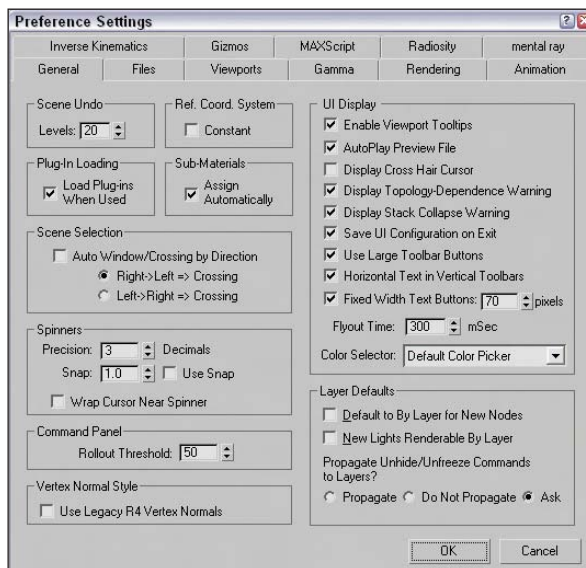 Preference Settings
Inverse Kinematics Gizmos MAXScript Radiosity mental ray
General Files Viewports Gamma Rendering Animation
Scene Undo
Levels: 20
Ref. Coord. System
Constant
Plug-In Loading
Load Plug-ins
When Used
Sub-Materials
Assign
Automatically
Scene Selection
Auto Window/Crossing by Direction
Right->Left => Crossing
Left->Right => Crossing
Spinners
Precision: 3 Decimals
Snap: 1.0 Use Snap
Wrap Cursor Near Spinner
Command Panel
Rollout Threshold: 50
Vertex Normal Style
Use Legacy R4 Vertex Normals
UI Display
Enable Viewport Tooltips
AutoPlay Preview File
Display Cross Hair Cursor
Display Topology-Dependence Warning
Display Stack Collapse Warning
Save UI Configuration on Exit
Use Large Toolbar Buttons
Horizontal Text in Vertical Toolbars
Fixed Width Text Buttons: 70 pixels
Flyout Time: 300 mSec
Color Selector: Default Color Picker
Layer Defaults
Default to By Layer for New Nodes
New Lights Renderable By Layer
Propagate Unhide/Unfreeze Commands
to Layers?
Propagate Do Not Propagate Ask
OK Cancel